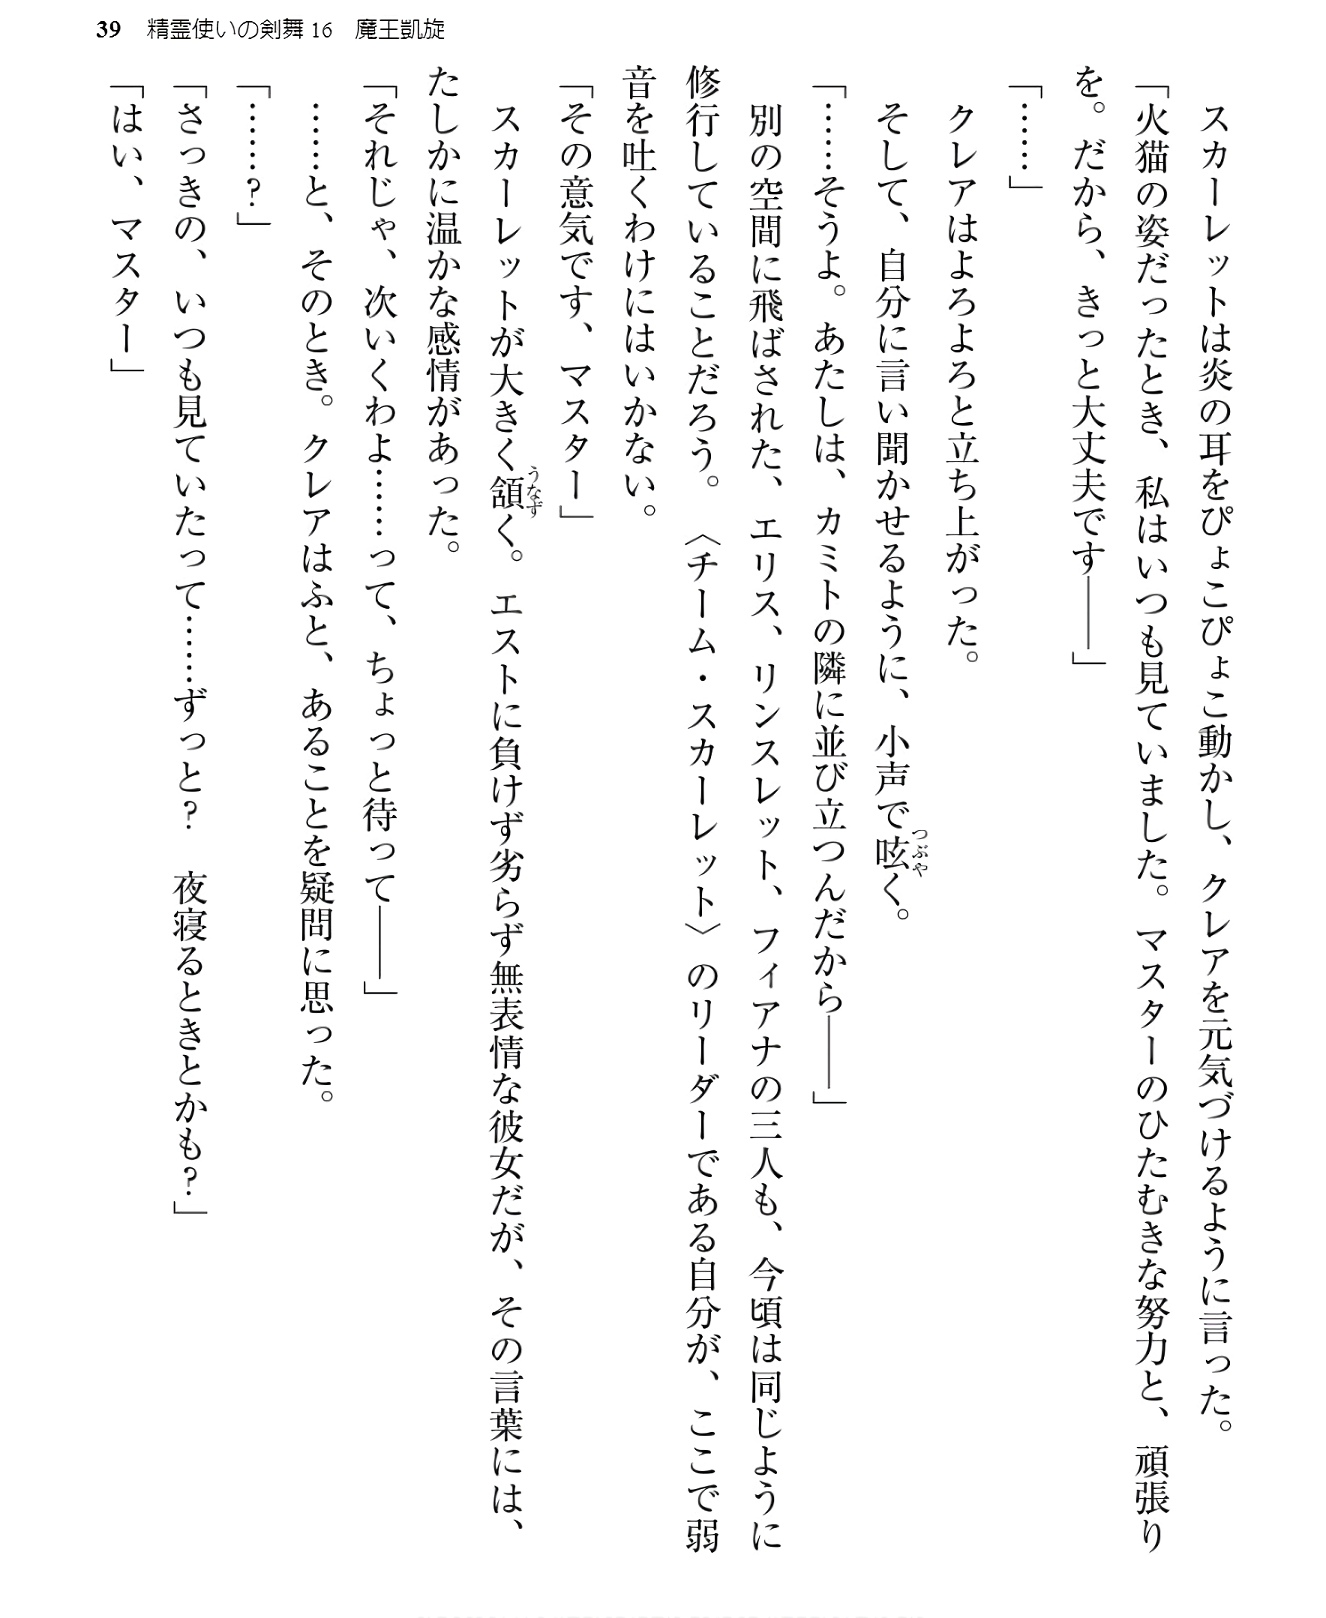 39 精霊使いの剣舞16 魔王凱旋
　スカーレットは炎の耳をぴょこぴょこ動かし、クレアを元気づけるように言った。
「火猫の姿だったとき、私はいつも見ていました。マスターのひたむきな努力と、頑張り
を。だから、きっと大丈夫です――」
「……」
　クレアはよろよろと立ち上がった。
　そして、自分に言い聞かせるように、小声で呟く。
「……そうよ。あたしは、カミトの隣に並び立つんだから――」
　別の空間に飛ばされた、エリス、リンスレット、フィアナの三人も、今頃は同じように
修行していることだろう。〈チーム・スカーレット〉のリーダーである自分が、ここで弱
音を吐くわけにはいかない。
「その意気です、マスター」
　スカーレットが大きく頷く。エストに負けず劣らず無表情な彼女だが、その言葉には、
たしかに温かな感情があった。
「それじゃ、次いくわよ……って、ちょっと待って――」
　……と、そのとき。クレアはふと、あることを疑問に思った。
「……?」
「さっきの、いつも見ていたって……ずっと?　夜寝るときとかも?」
「はい、マスター」